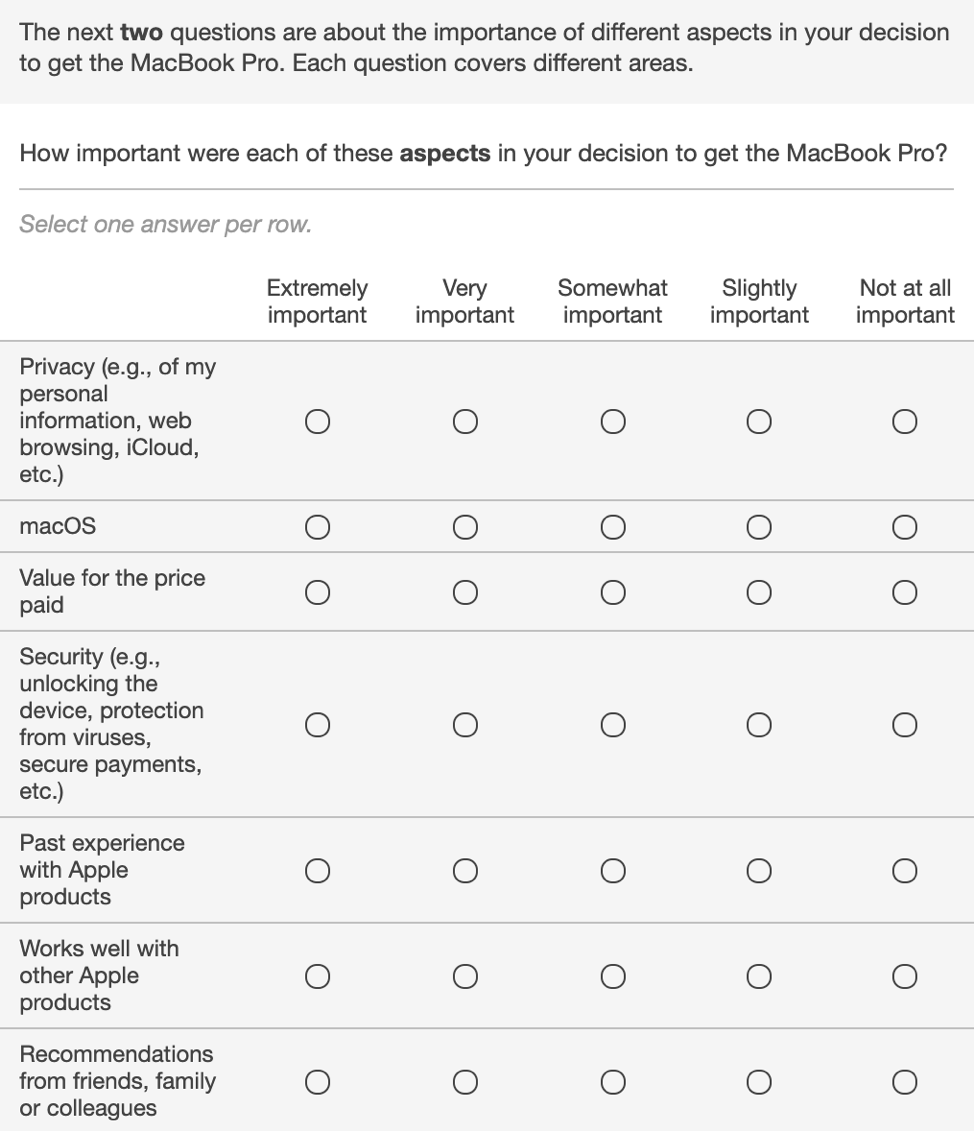 The next two questions are about the importance of different aspects in your decision
to get the MacBook Pro. Each question covers different areas.
How important were each of these aspects in your decision to get the MacBook Pro?
Select one answer per row.
Extremely important
Very important
Somewhat important
Slightly important
Not at all important
Privacy (e.g., of my
personal
information, web
browsing, iCloud,
etc.)
macOS
Value for the price
paid
Security (e.g.,
unlocking the
device, protection
from viruses,
secure payments,
etc.)
Past experience
with Apple
products
Works well with
other Apple
products
Recommendations
from friends, family
or colleagues